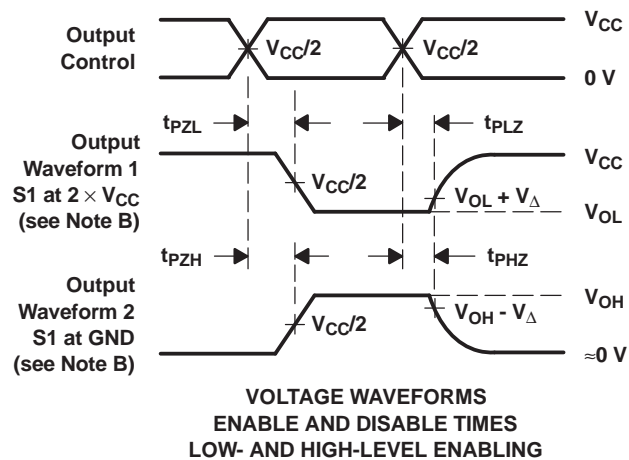 Output
Control
V_CC/2
V_CC/2
V_CC
0 V
t_PZL
t_PLZ
Output
Waveform 1
S1 at 2 × V_CC
(see Note B)
V_CC/2
V_OL + V_Δ
V_CC
V_OL
t_PZH
t_PHZ
Output
Waveform 2
S1 at GND
(see Note B)
V_CC/2
V_OH - V_Δ
V_OH
≈0 V
VOLTAGE WAVEFORMS
ENABLE AND DISABLE TIMES
LOW- AND HIGH-LEVEL ENABLING